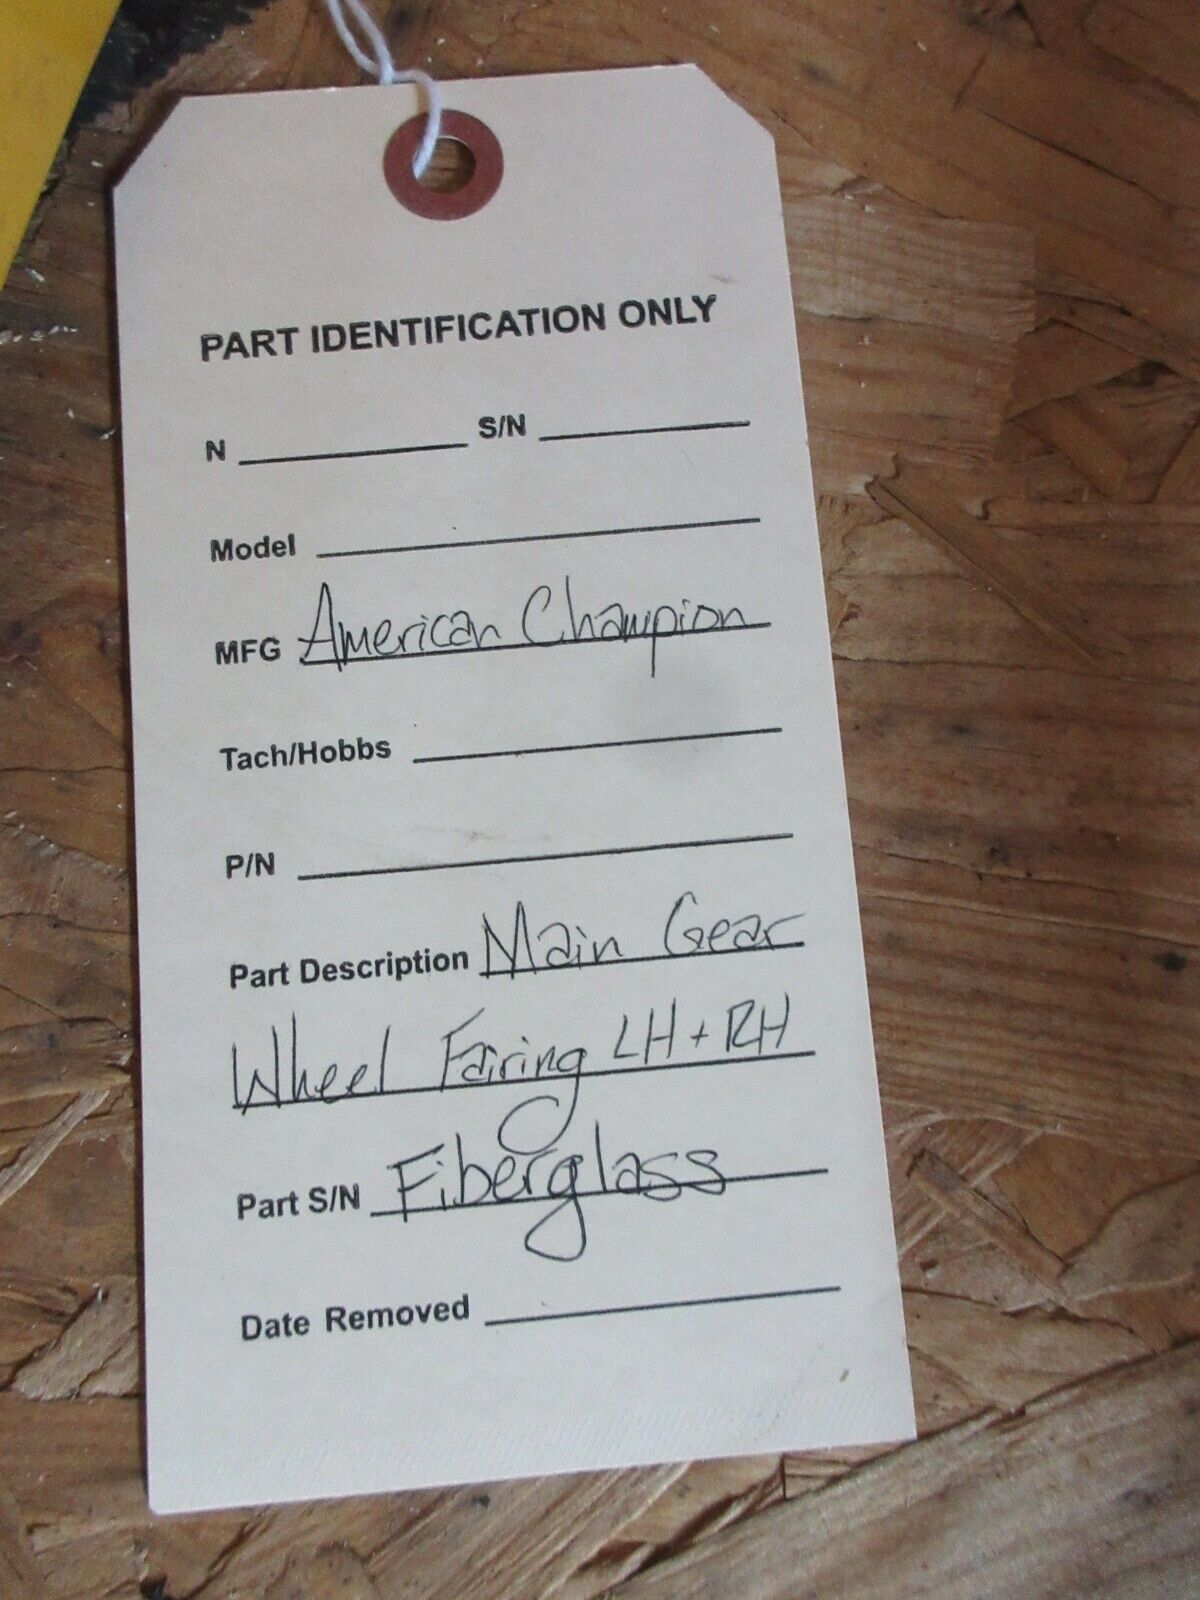 PART IDENTIFICATION ONLY
N S/N
Model
MFG American Champion
Tach/Hobbs
P/N
Part Description Main Gear
Wheel Fairing LH + RH
Part S/N Fiberglass
Date Removed